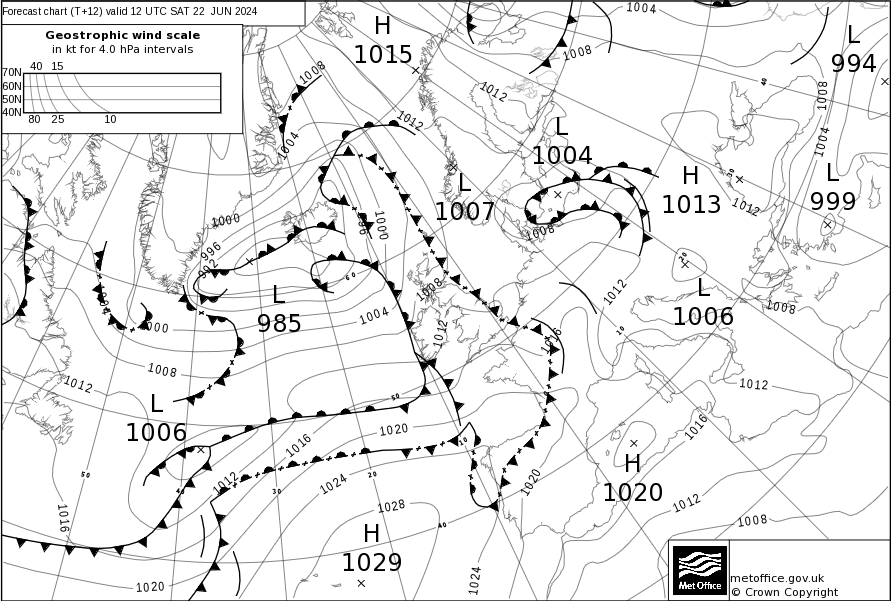 Forecast chart (T+12) valid 12 UTC SAT 22 JUN 2024
Geostrophic wind scale
in kt for 4.0 hPa intervals
40 15
70N
60N
50N
40N
80 25 10
H
1015
L
994
L
1004
L
1007
H
1013
L
999
L
985
L
1006
L
1006
H
1020
H
1029
1004
1008
1008
1012
1012
1008
1004
1004
1012
1000
996
992
996
1000
1008
1008
1004
1012
1012
1008
1016
1000
1008
1012
1012
1020
1016
1016
1012
1024
1020
1028
1016
1012
1008
1020
1024
40
30
20
10
60
50
50
40
30
20
10
40
metoffice.gov.uk
© Crown Copyright
Met Office